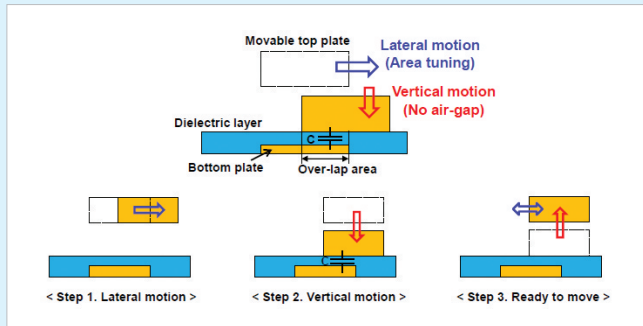 Movable top plate
Lateral motion
(Area tuning)
Vertical motion
(No air-gap)
Dielectric layer
C
Bottom plate
Over-lap area
C
< Step 1. Lateral motion >
< Step 2. Vertical motion >
< Step 3. Ready to move >